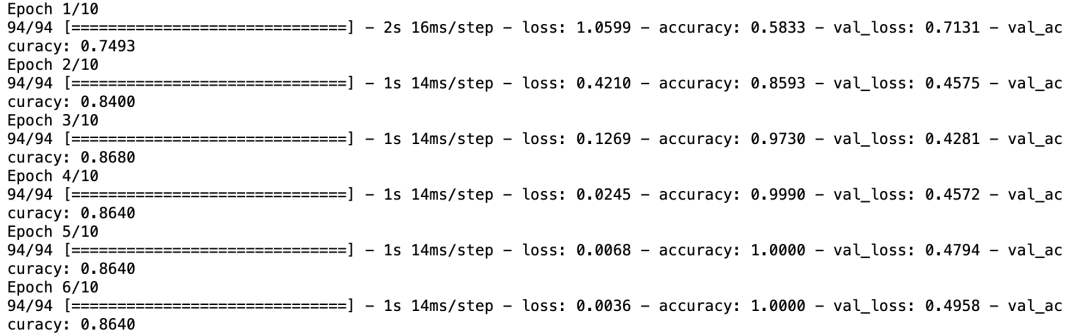 Epoch 1/10
94/94 [==============================] – 2s 16ms/step – loss: 1.0599 – accuracy: 0.5833 – val_loss: 0.7131 – val_ac
curacy: 0.7493
Epoch 2/10
94/94 [==============================] – 1s 14ms/step – loss: 0.4210 – accuracy: 0.8593 – val_loss: 0.4575 – val_ac
curacy: 0.8400
Epoch 3/10
94/94 [==============================] – 1s 14ms/step – loss: 0.1269 – accuracy: 0.9730 – val_loss: 0.4281 – val_ac
curacy: 0.8680
Epoch 4/10
94/94 [==============================] – 1s 14ms/step – loss: 0.0245 – accuracy: 0.9990 – val_loss: 0.4572 – val_ac
curacy: 0.8640
Epoch 5/10
94/94 [==============================] – 1s 14ms/step – loss: 0.0068 – accuracy: 1.0000 – val_loss: 0.4794 – val_ac
curacy: 0.8640
Epoch 6/10
94/94 [==============================] – 1s 14ms/step – loss: 0.0036 – accuracy: 1.0000 – val_loss: 0.4958 – val_ac
curacy: 0.8640